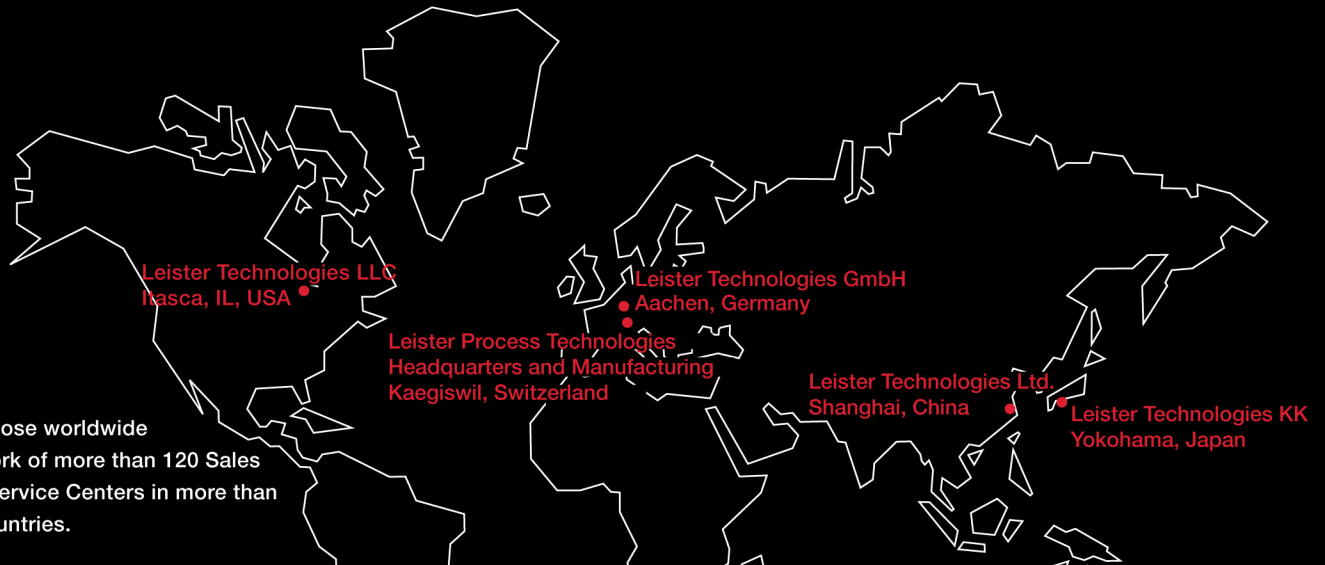 Leister Technologies LLC
Itasca, IL, USA
Leister Technologies GmbH
Aachen, Germany
Leister Process Technologies
Headquarters and Manufacturing
Kaegiswil, Switzerland
Leister Technologies Ltd.
Shanghai, China
Leister Technologies KK
Yokohama, Japan
ose worldwide
rk of more than 120 Sales
ervice Centers in more than
untries.